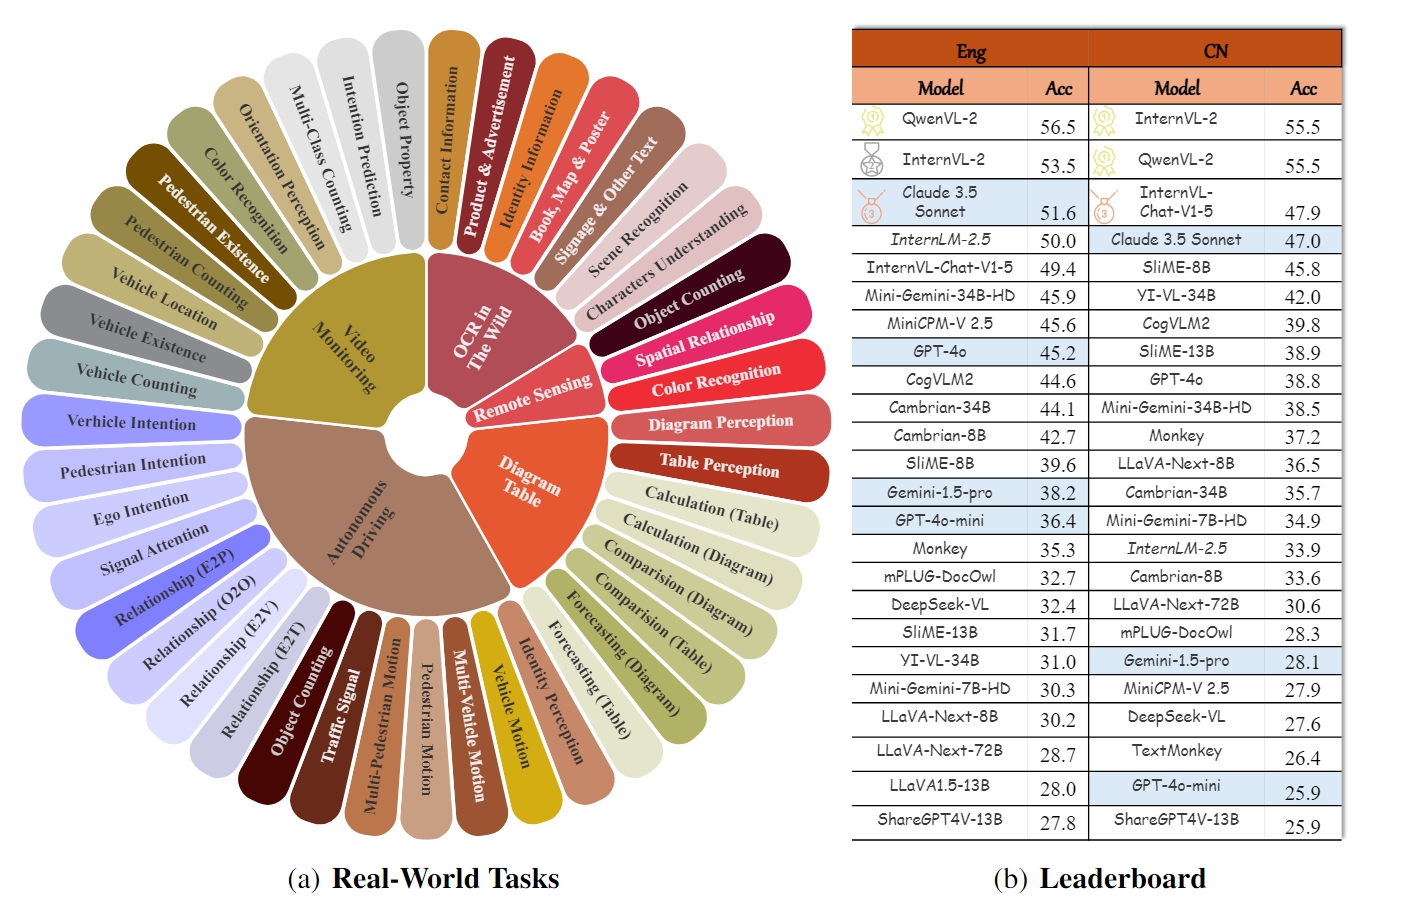 Contact Information
Product & Advertisement
Identity Information
Book, Map & Poster
Signage & Other Text
Scene Recognition
Characters Understanding
Object Counting
Spatial Relationship
Color Recognition
Diagram Perception
Table Perception
Calculation (Table)
Calculation (Diagram)
Comparision (Diagram)
Comparision (Table)
Forecasting (Diagram)
Forecasting (Table)
Identity Perception
Vehicle Motion
Multi-Vehicle Motion
Pedestrian Motion
Multi-Pedestrian Motion
Traffic Signal
Object Counting
Relationship (E2T)
Relationship (E2V)
Relationship (O2O)
Relationship (E2P)
Signal Attention
Ego Intention
Pedestrian Intention
Verhicle Intention
Vehicle Counting
Vehicle Existence
Vehicle Location
Pedestrian Counting
Pedestrian Existence
Color Recognition
Orientation Perception
Multi-Class Counting
Intention Prediction
Object Property
OCR in
The Wild
Remote Sensing
Diagram
Table
Autonomous
Driving
Video
Monitoring
(a) Real-World Tasks
Eng CN
Model Acc Model Acc
1 QwenVL-2 56.5 1 InternVL-2 55.5
2 InternVL-2 53.5 1 QwenVL-2 55.5
3 Claude 3.5
Sonnet 51.6 3 InternVL-
Chat-V1-5 47.9
InternLM-2.5 50.0 Claude 3.5 Sonnet 47.0
InternVL-Chat-V1-5 49.4 SliME-8B 45.8
Mini-Gemini-34B-HD 45.9 YI-VL-34B 42.0
MiniCPM-V 2.5 45.6 CogVLM2 39.8
GPT-4o 45.2 SliME-13B 38.9
CogVLM2 44.6 GPT-4o 38.8
Cambrian-34B 44.1 Mini-Gemini-34B-HD 38.5
Cambrian-8B 42.7 Monkey 37.2
SliME-8B 39.6 LLaVA-Next-8B 36.5
Gemini-1.5-pro 38.2 Cambrian-34B 35.7
GPT-4o-mini 36.4 Mini-Gemini-7B-HD 34.9
Monkey 35.3 InternLM-2.5 33.9
mPLUG-DocOwl 32.7 Cambrian-8B 33.6
DeepSeek-VL 32.4 LLaVA-Next-72B 30.6
SliME-13B 31.7 mPLUG-DocOwl 28.3
YI-VL-34B 31.0 Gemini-1.5-pro 28.1
Mini-Gemini-7B-HD 30.3 MiniCPM-V 2.5 27.9
LLaVA-Next-8B 30.2 DeepSeek-VL 27.6
LLaVA-Next-72B 28.7 TextMonkey 26.4
LLaVA1.5-13B 28.0 GPT-4o-mini 25.9
ShareGPT4V-13B 27.8 ShareGPT4V-13B 25.9
(b) Leaderboard